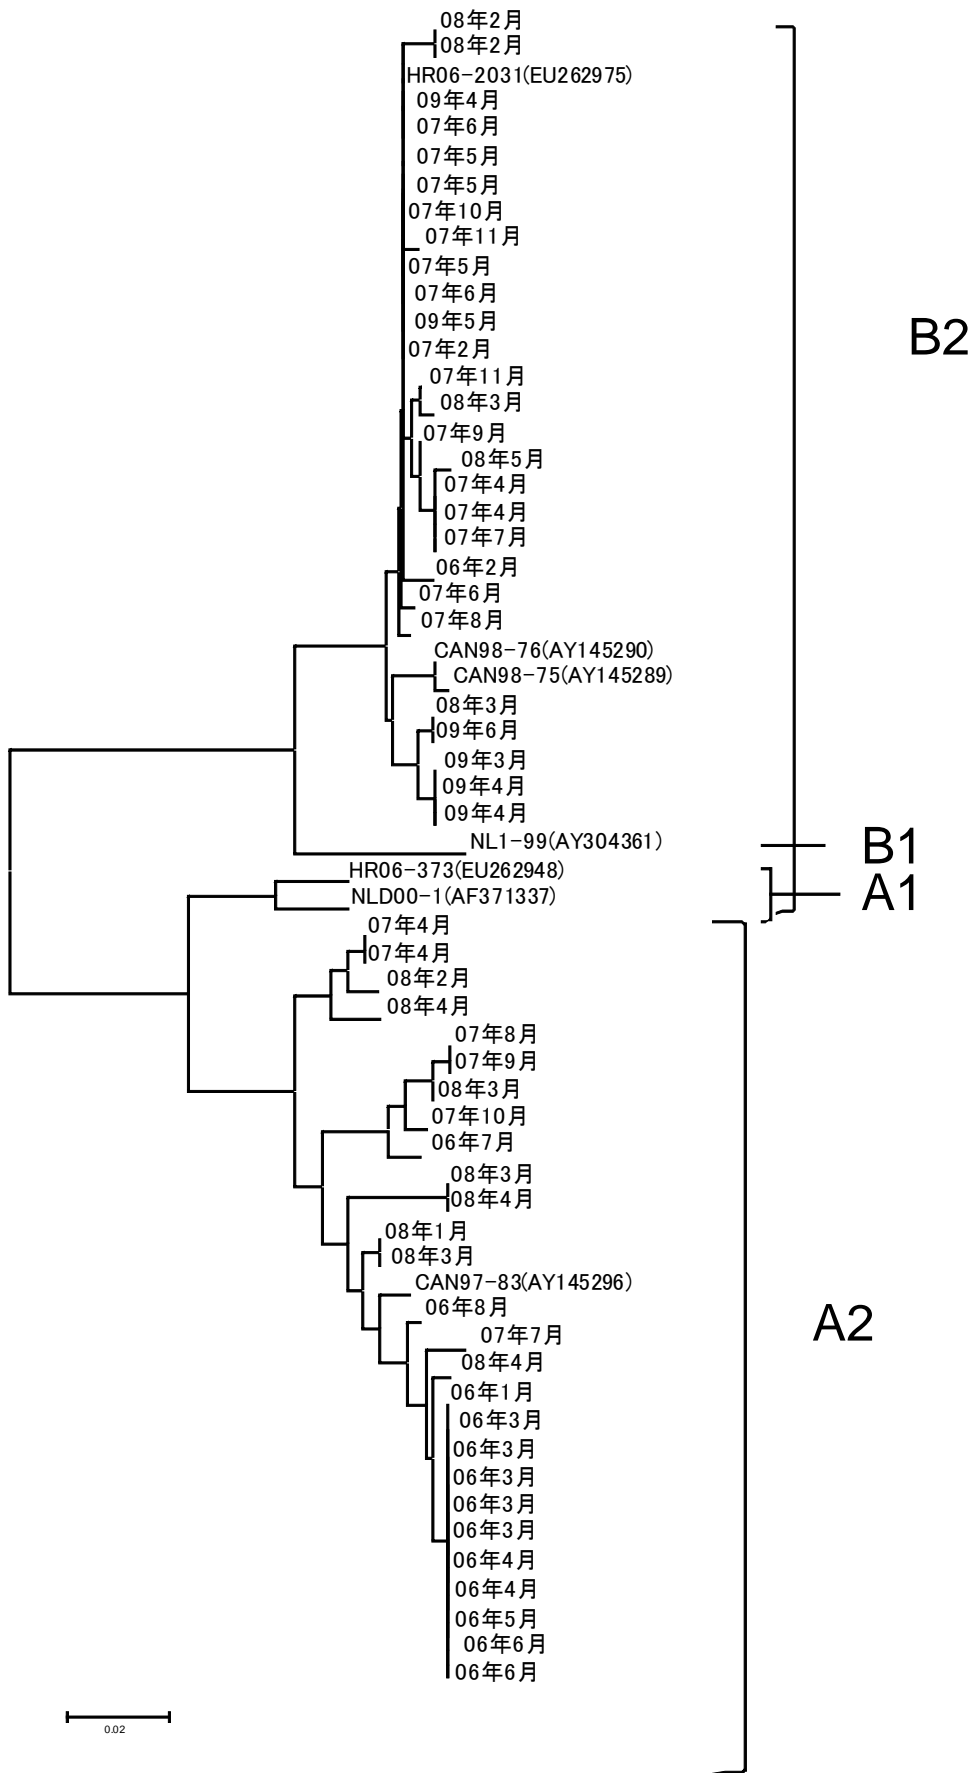 08年2月
08年2月
HR06-2031(EU262975)
09年4月
07年6月
07年5月
07年5月
07年10月
07年11月
07年5月
07年6月
09年5月
07年2月
07年11月
08年3月
07年9月
08年5月
07年4月
07年4月
07年7月
06年2月
07年6月
07年8月
CAN98-76(AY145290)
CAN98-75(AY145289)
08年3月
09年6月
09年3月
09年4月
09年4月
NL1-99(AY304361)
HR06-373(EU262948)
NLD00-1(AF371337)
07年4月
07年4月
08年2月
08年4月
07年8月
07年9月
08年3月
07年10月
06年7月
08年3月
08年4月
08年1月
08年3月
CAN97-83(AY145296)
06年8月
07年7月
08年4月
06年1月
06年3月
06年3月
06年3月
06年3月
06年3月
06年4月
06年4月
06年5月
06年6月
06年6月
B2
B1
A1
A2
0.02